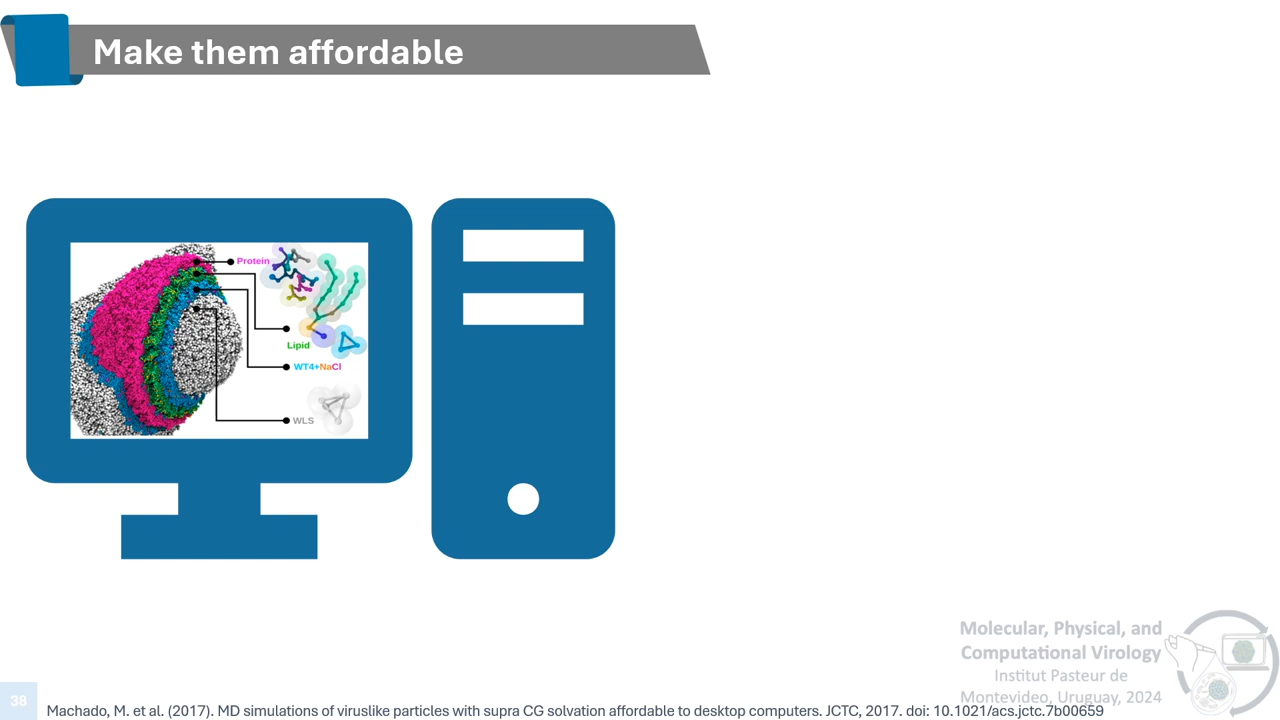 Make them affordable
Protein
Lipid
WT4+NaCl
WLS
Molecular, Physical, and
Computational Virology
Institut Pasteur de
Montevideo, Uruguay, 2024
38
Machado, M. et al. (2017). MD simulations of viruslike particles with supra CG solvation affordable to desktop computers. JCTC, 2017. doi: 10.1021/acs.jctc.7b00659